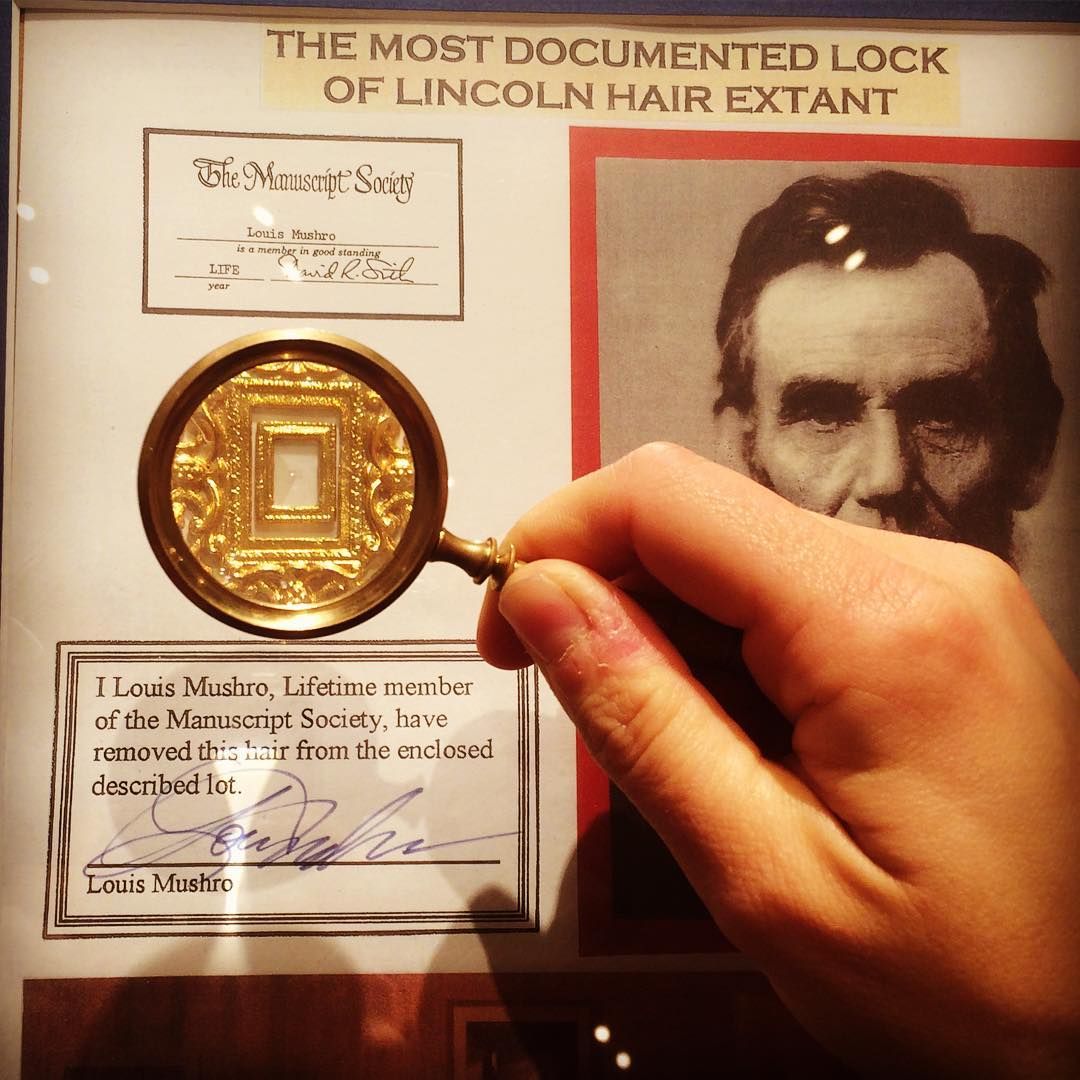 THE MOST DOCUMENTED LOCK
OF LINCOLN HAIR EXTANT
The Manuscript Society
Louis Mushro
is a member in good standing
LIFE
year
I Louis Mushro, Lifetime member
of the Manuscript Society, have
removed this hair from the enclosed
described lot.
Louis Mushro